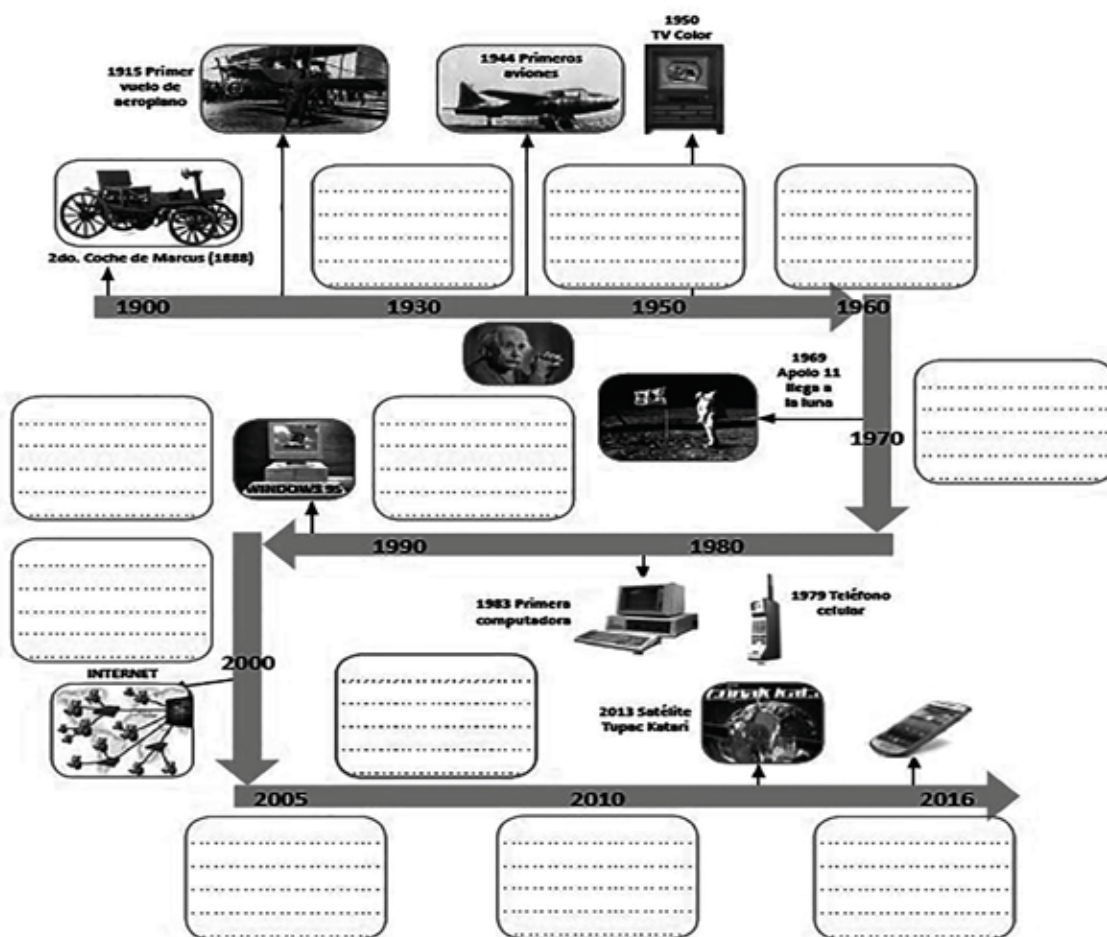 1950
TV Color
1915 Primer
vuelo de
aeroplano
1944 Primeros
aviones
2do. Coche de Marcus (1888)
1900
1930
1950
1960
1969
Apolo 11
llega a
la luna
1970
WINDOWS 95
1990
1980
1983 Primera
computadora
1979 Teléfono
celular
2000
INTERNET
2013 Satélite
Tupac Katari
2005
2010
2016